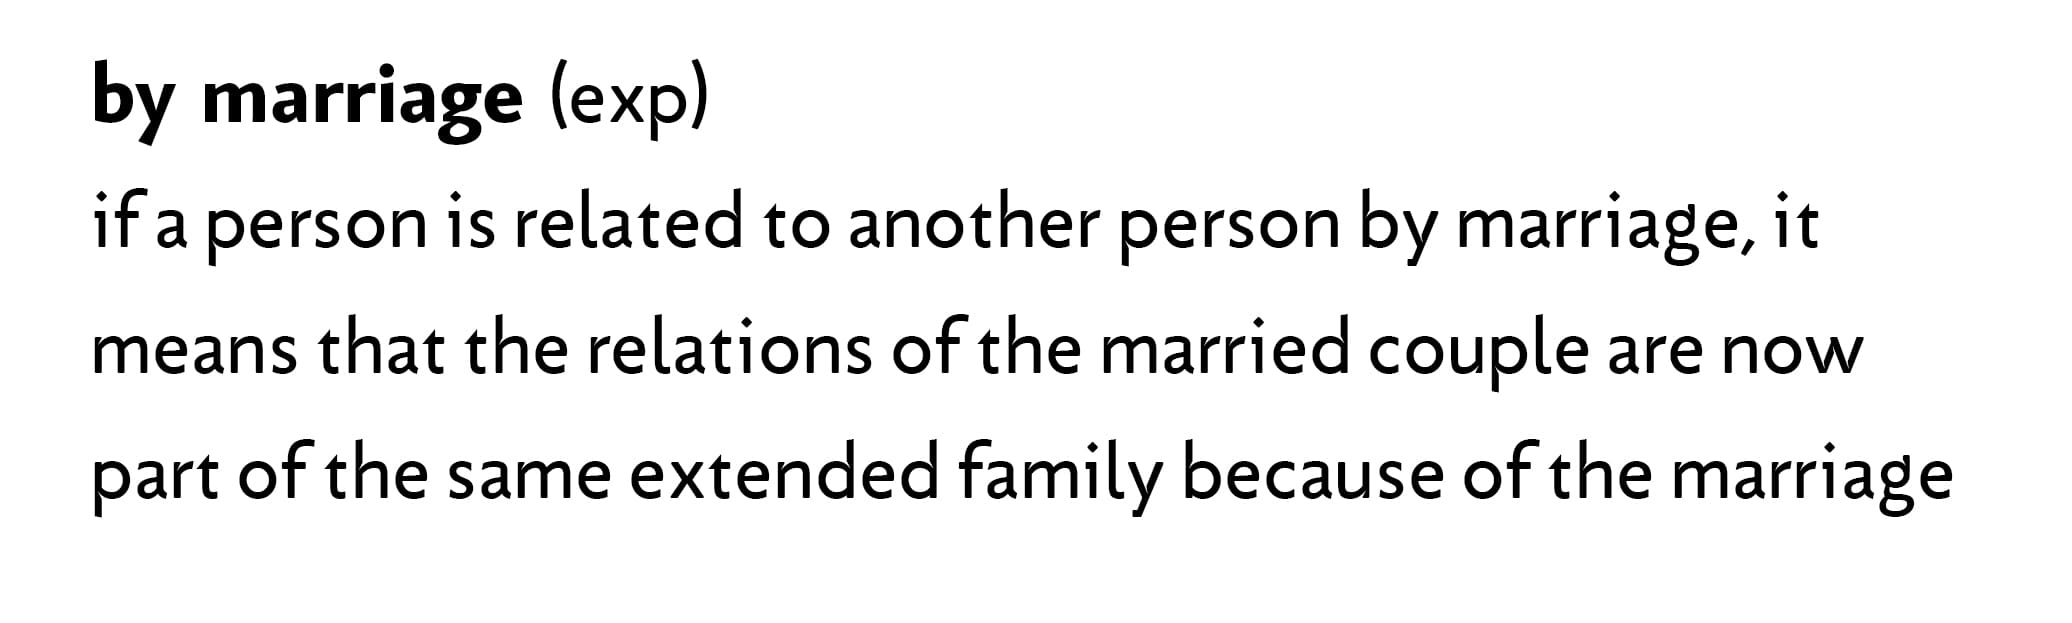 by marriage (exp)
if a person is related to another person by marriage, it
means that the relations of the married couple are now
part of the same extended family because of the marriage